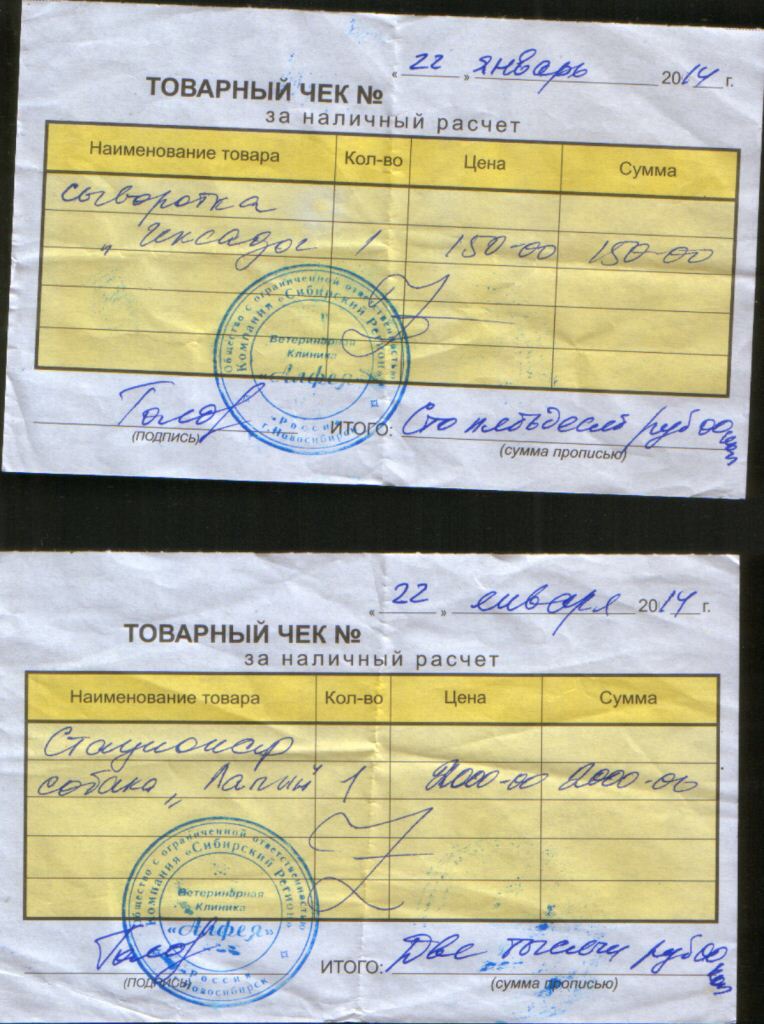 « 22 » январь 2014 г.
ТОВАРНЫЙ ЧЕК №
за наличный расчет
Наименование товара Кол-во Цена Сумма
сыворотка
„ Гексадог 1 150-00 150-00
Общество с ограниченной ответственностью
Компания «Сибирский Регион»
Ветеринарная
Клиника
«Алфея»
Россия
г. Новосибирск
(подпись)
ИТОГО: Сто пятьдесят руб 00 коп
(сумма прописью)
« 22 » января 2014 г.
ТОВАРНЫЙ ЧЕК №
за наличный расчет
Наименование товара Кол-во Цена Сумма
Стационар
собака „ 1 2000-00 2000-00
Общество с ограниченной ответственностью
Компания «Сибирский Регион»
Ветеринарная
Клиника
«Алфея»
Россия
г. Новосибирск
(подпись)
ИТОГО: Две тысячи руб 00 коп
(сумма прописью)